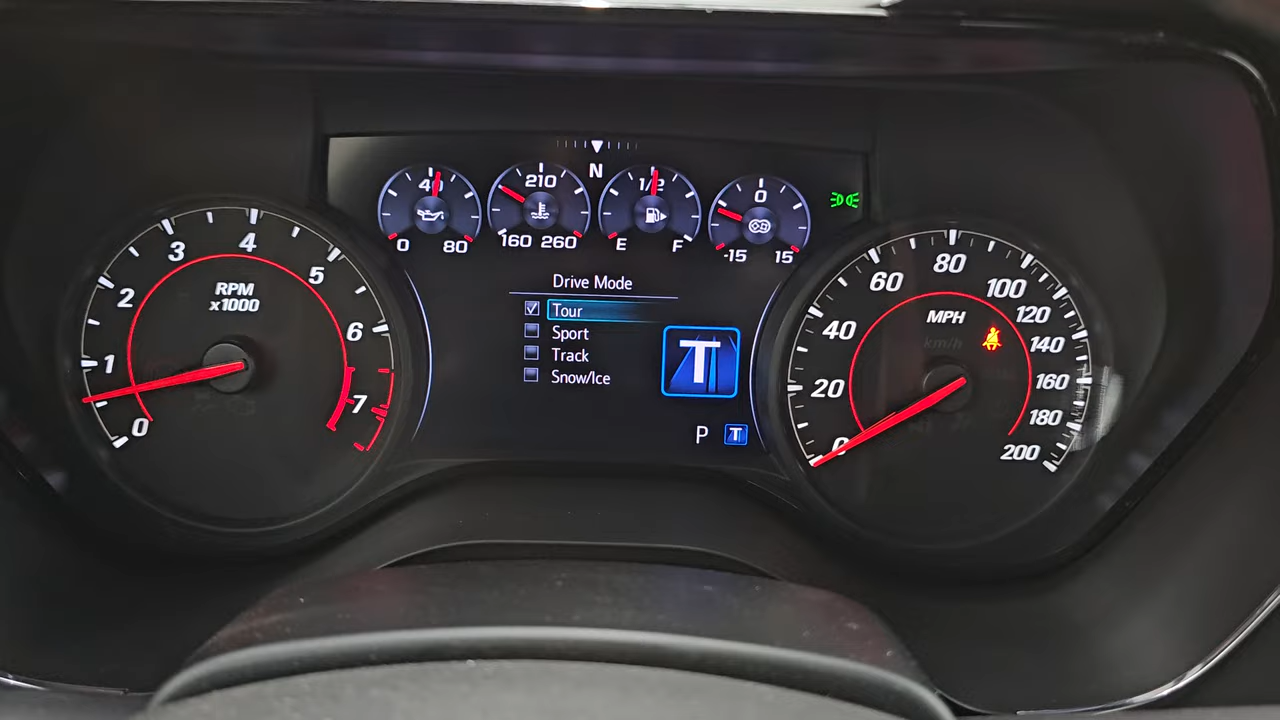 N
40
0 80
210
160 260
1/2
E F
0
-15 15
RPM
x1000
0
1
2
3
4
5
6
7
Drive Mode
Tour
Sport
Track
Snow/Ice
T
P T
MPH
km/h
0
20
40
60
80
100
120
140
160
180
200